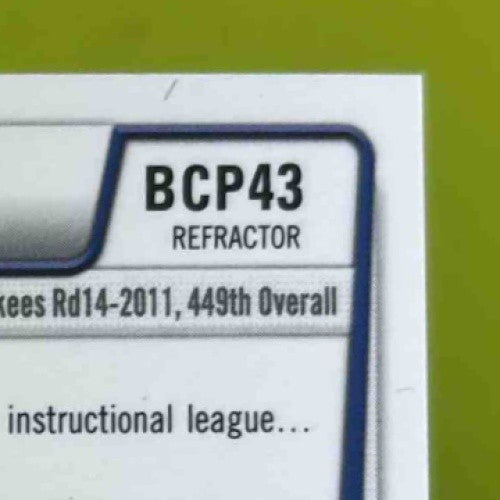 BCP43
REFRACTOR
kees Rd14-2011, 449th Overall
instructional league...